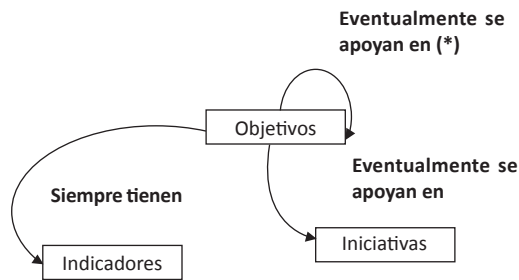 Eventualmente se
apoyan en (*)
Objetivos
Eventualmente se
apoyan en
Siempre tienen
Iniciativas
Indicadores